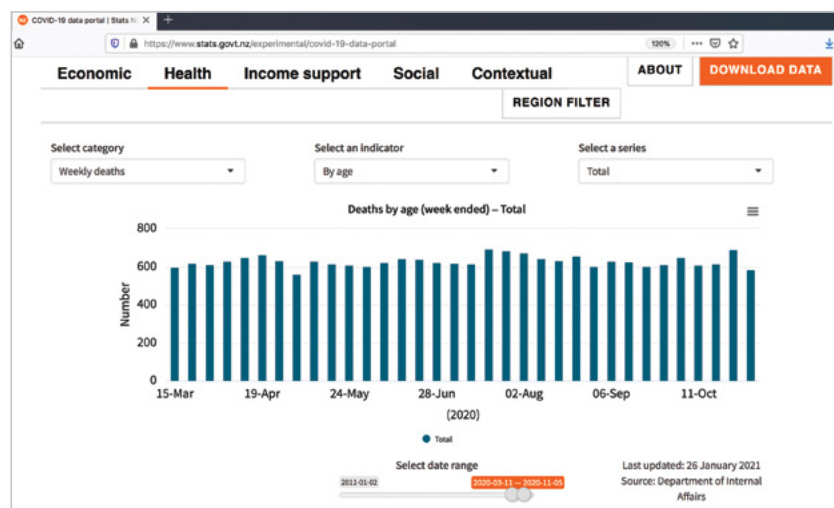 COVID-19 data portal | Stats N
https://www.stats.govt.nz/experimental/covid-19-data-portal
120%
Economic Health Income support Social Contextual ABOUT DOWNLOAD DATA
REGION FILTER
Select category Select an indicator Select a series
Weekly deaths By age Total
Deaths by age (week ended) – Total
800
600
400
200
0
Number
15-Mar 19-Apr 24-May 28-Jun 02-Aug 06-Sep 11-Oct
(2020)
Total
Select date range
2011-01-02 2020-03-11 — 2020-11-05
Last updated: 26 January 2021
Source: Department of Internal
Affairs